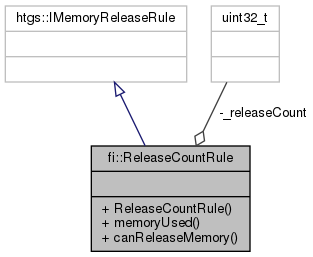 htgs::IMemoryReleaseRule
uint32_t
-_releaseCount
fi::ReleaseCountRule
+ ReleaseCountRule()
+ memoryUsed()
+ canReleaseMemory()